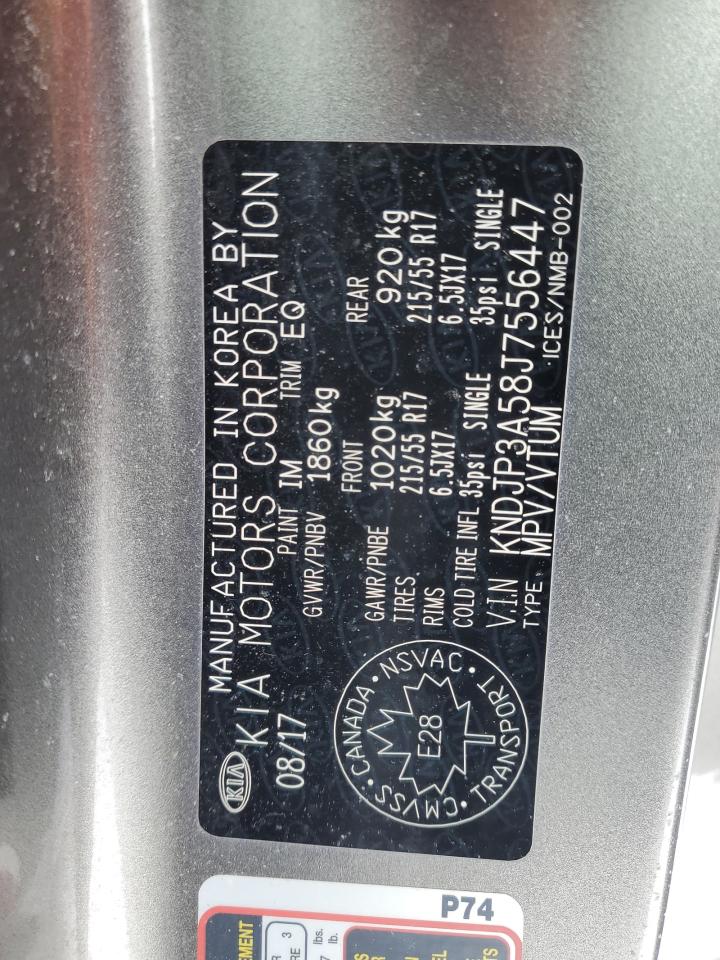 KIA
MANUFACTURED IN KOREA BY
KIA MOTORS CORPORATION
08/17 PAINT IM TRIM EQ
GVWR/PNBV 1860kg
FRONT REAR
GAWR/PNBE 1020kg 920kg
TIRES 215/55 R17 215/55 R17
RIMS 6.5JX17 6.5JX17
COLD TIRE INFL 35psi SINGLE 35psi SINGLE
V.I.N KNDJP3A58J7556447
TYPE: MPV/VTUM
ICES/NMB-002
CANADA • NSVAC • TRANSPORT • CMVSS •
E28
P74